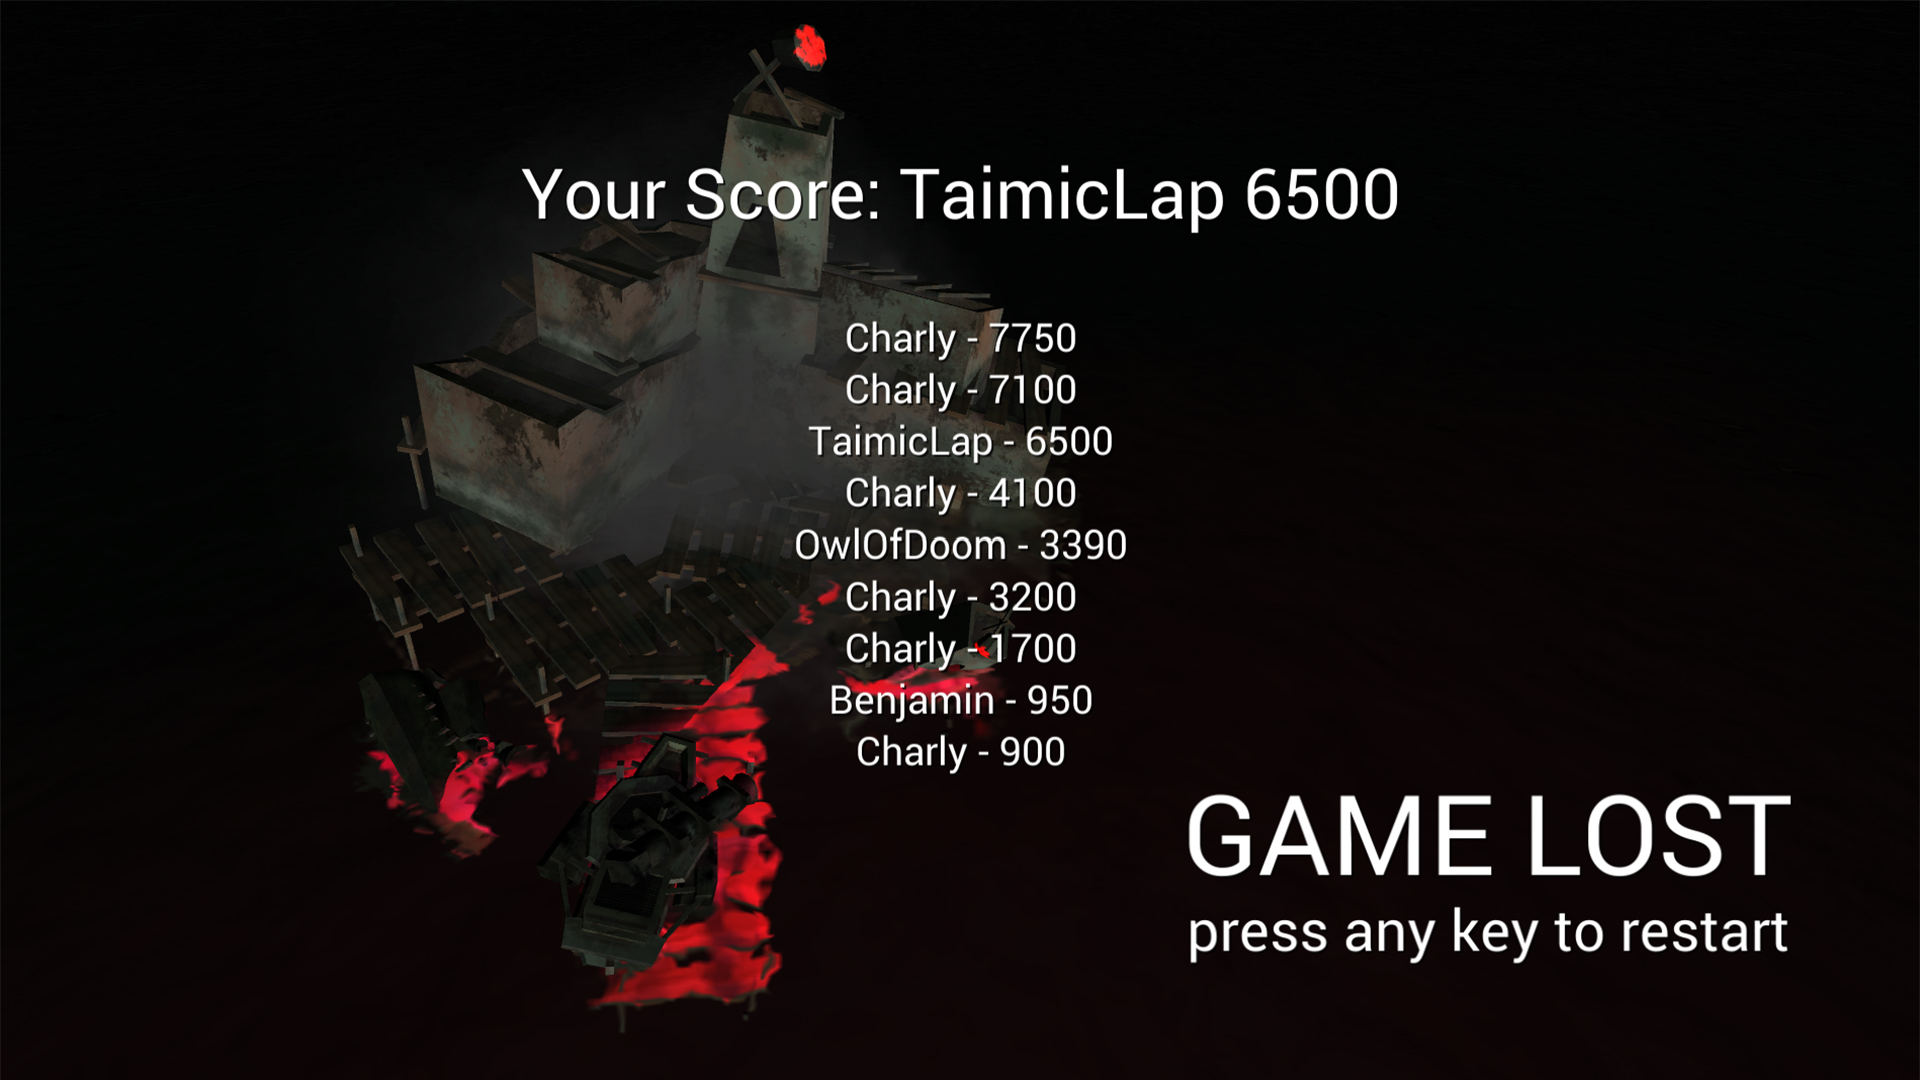 Your Score: TaimicLap 6500
Charly - 7750
Charly - 7100
TaimicLap - 6500
Charly - 4100
OwlOfDoom - 3390
Charly - 3200
Charly - 1700
Benjamin - 950
Charly - 900
GAME LOST
press any key to restart